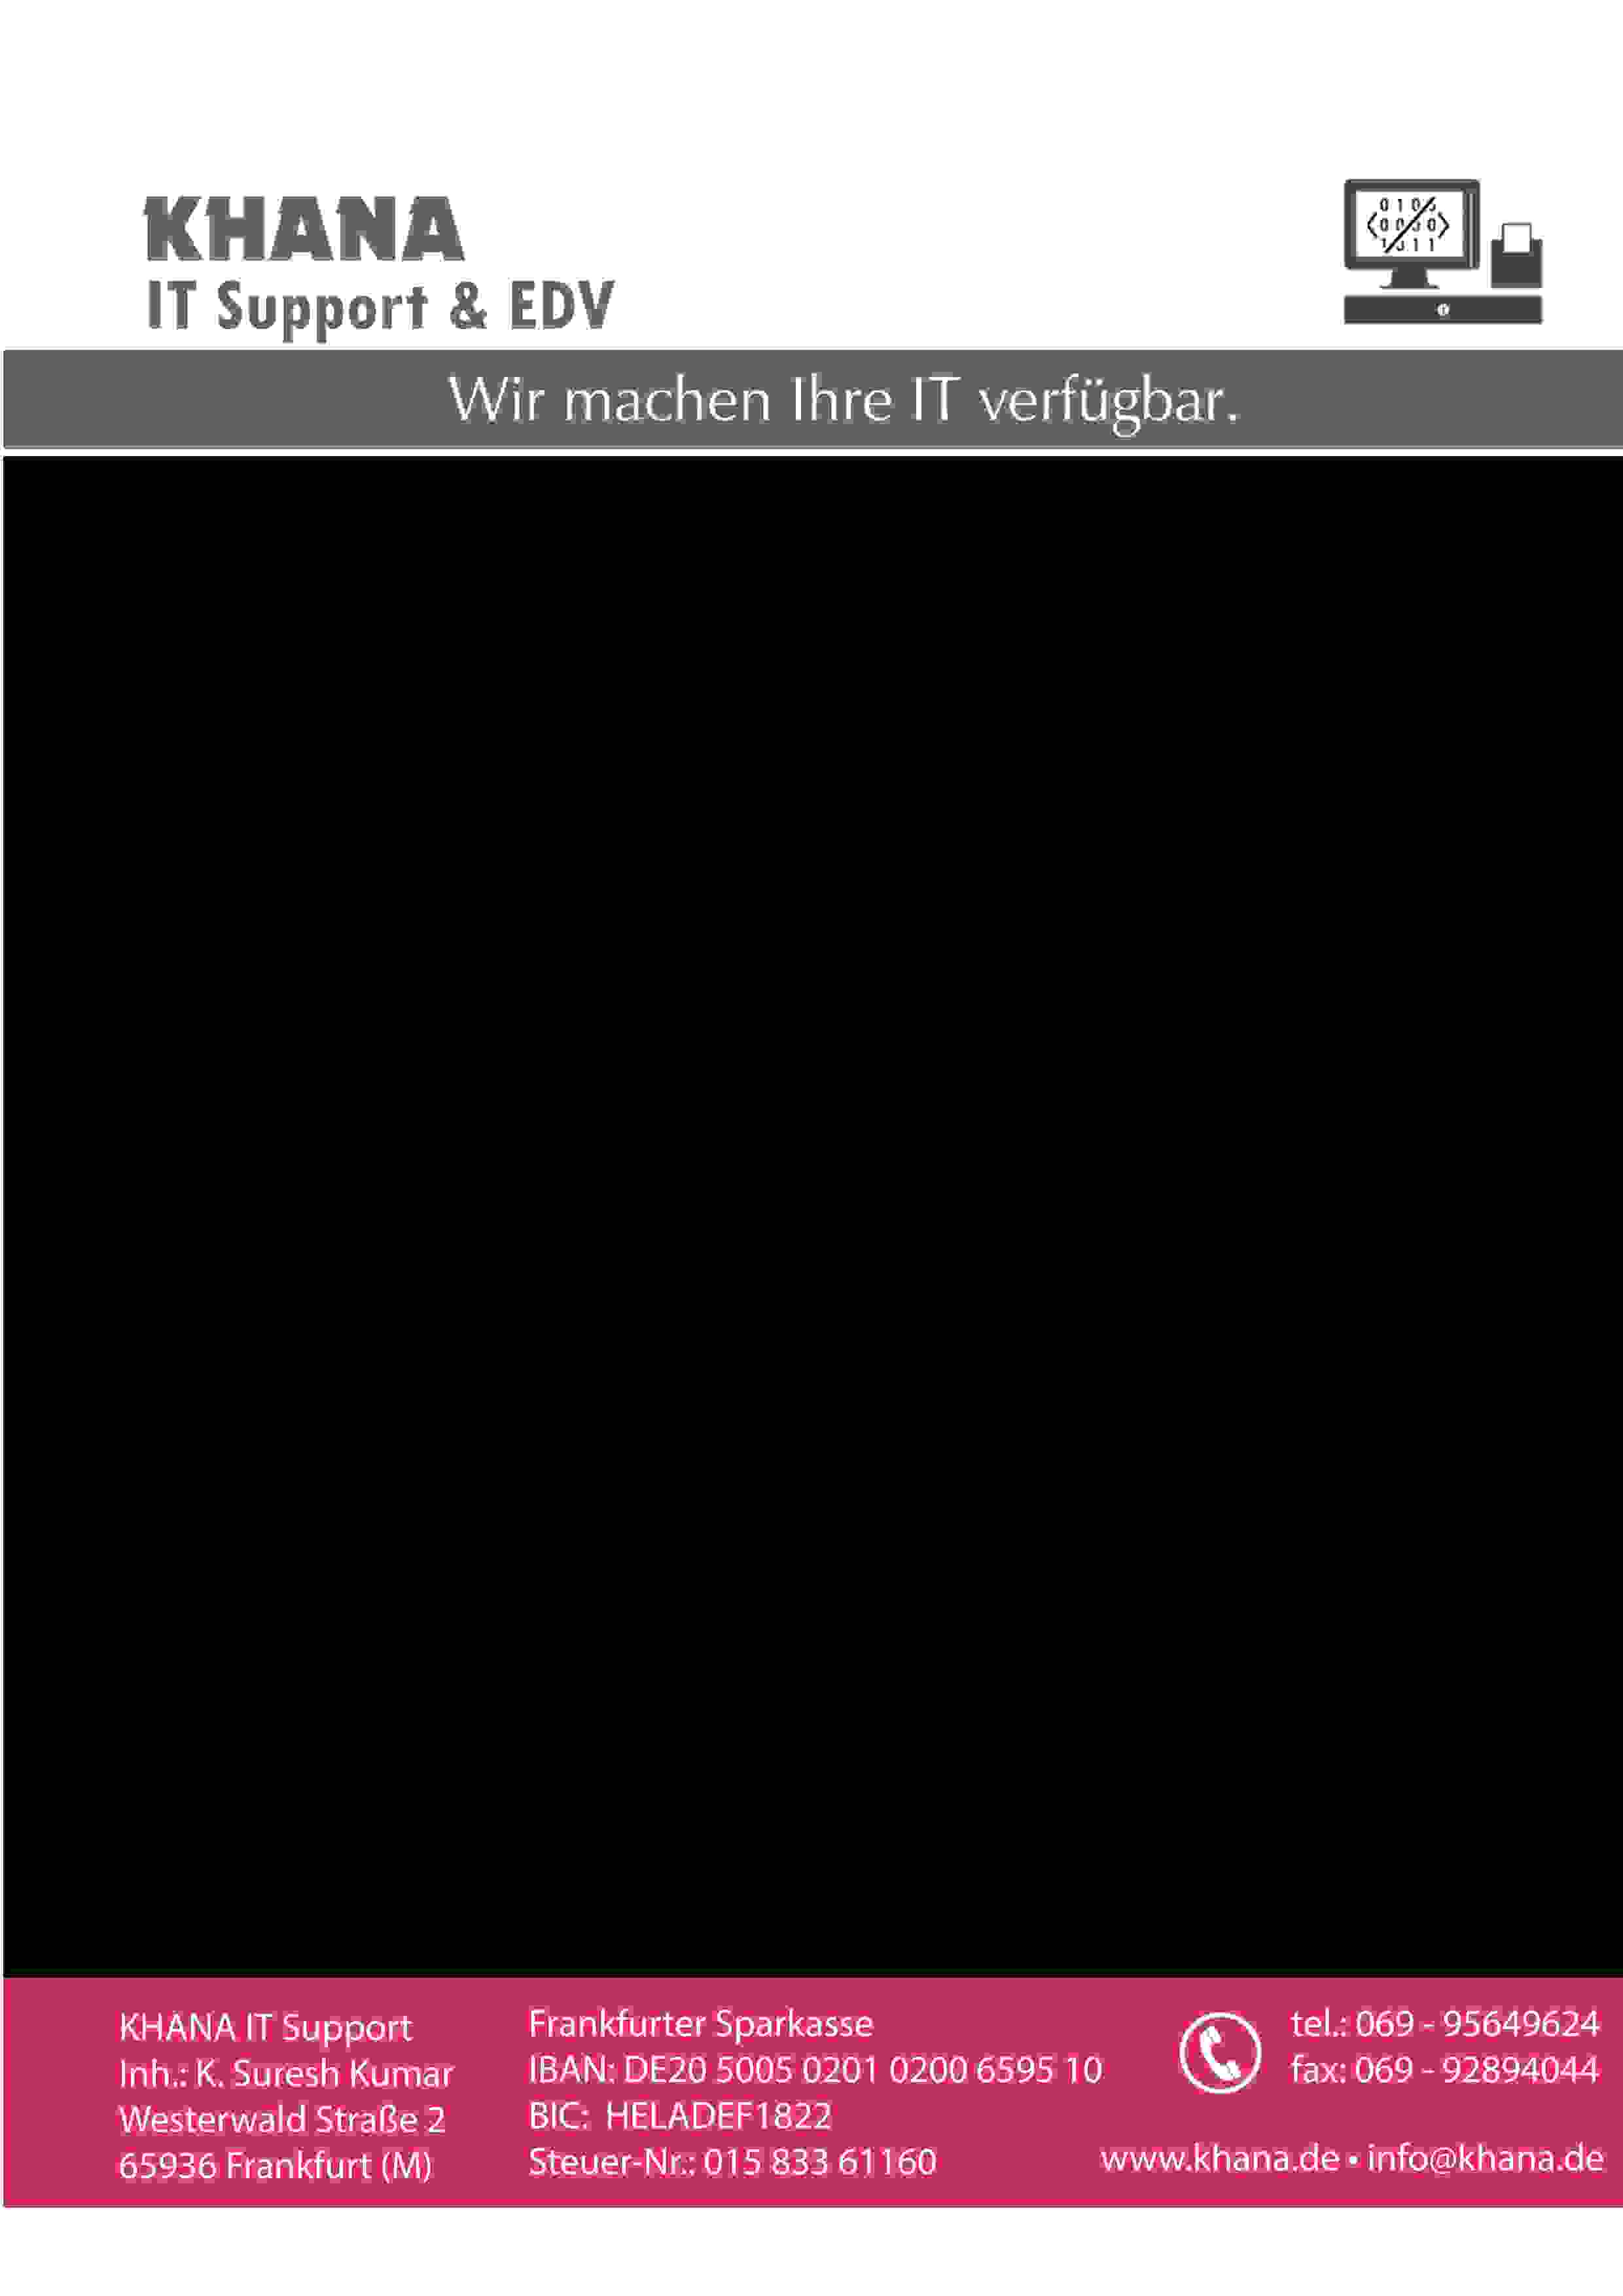 KHANA
IT Support & EDV
Wir machen Ihre IT verfügbar.
KHANA IT Support
Inh.: K. Suresh Kumar
Westerwald Straße 2
65936 Frankfurt (M)
Frankfurter Sparkasse
IBAN: DE20 5005 0201 0200 6595 10
BIC: HELADEF1822
Steuer-Nr.: 015 833 61160
tel.: 069 - 95649624
fax: 069 - 92894044
www.khana.de • info@khana.de